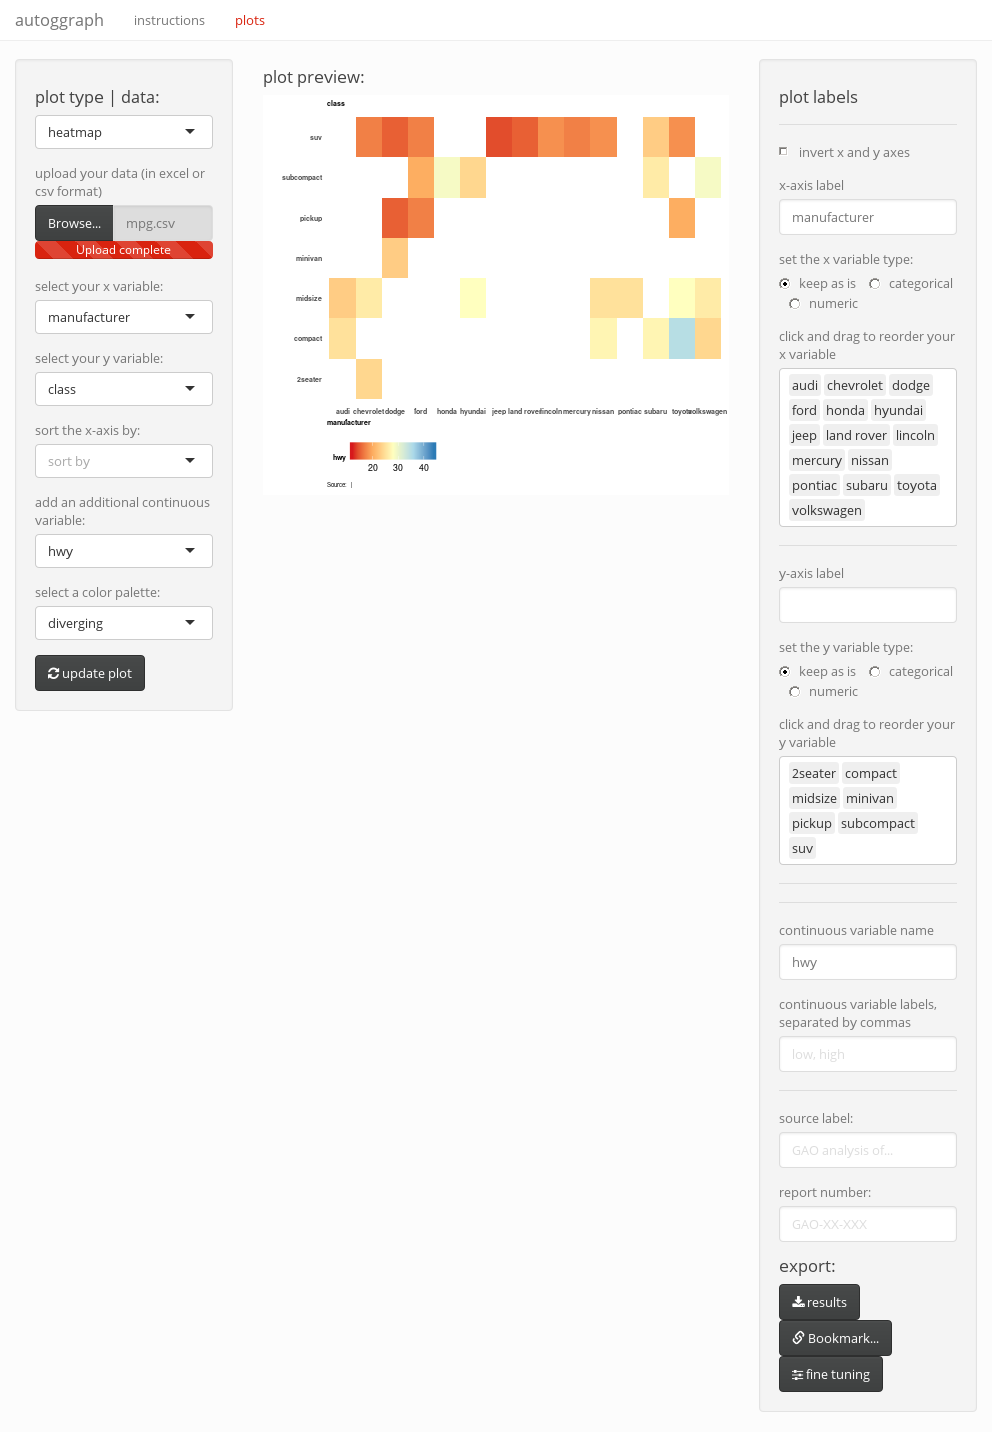 autoggraph instructions plots
plot type | data:
heatmap
upload your data (in excel or
csv format)
Browse... mpg.csv
Upload complete
select your x variable:
manufacturer
select your y variable:
class
sort the x-axis by:
sort by
add an additional continuous
variable:
hwy
select a color palette:
diverging
update plot
plot preview:
class
suv
subcompact
pickup
minivan
midsize
compact
2seater
audi chevrolet dodge ford honda hyundai jeep land rover lincoln mercury nissan pontiac subaru toyota volkswagen
manufacturer
hwy
20 30 40
Source: |
plot labels
invert x and y axes
x-axis label
manufacturer
set the x variable type:
keep as is categorical
numeric
click and drag to reorder your
x variable
audi chevrolet dodge
ford honda hyundai
jeep land rover lincoln
mercury nissan
pontiac subaru toyota
volkswagen
y-axis label
set the y variable type:
keep as is categorical
numeric
click and drag to reorder your
y variable
2seater compact
midsize minivan
pickup subcompact
suv
continuous variable name
hwy
continuous variable labels,
separated by commas
low, high
source label:
GAO analysis of...
report number:
GAO-XX-XXX
export:
results
Bookmark...
fine tuning